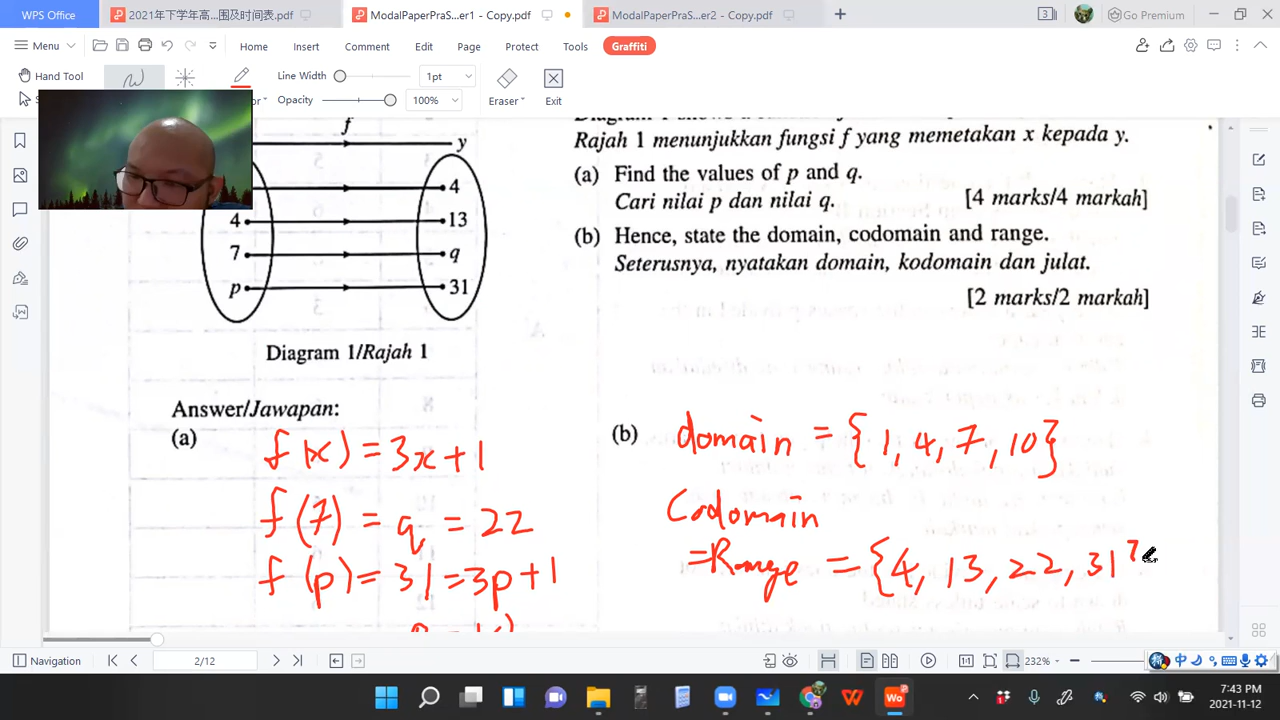 WPS Office
2021年下学年高...围及时间表.pdf
ModalPaperPraS...er1 - Copy.pdf
ModalPaperPraS...er2 - Copy.pdf
3
Go Premium
Menu
Home
Insert
Comment
Edit
Page
Protect
Tools
Graffiti
Hand Tool
Line Width
1pt
Opacity
100%
Eraser
Exit
f
y
4
4
13
7
q
p
31
Diagram 1/Rajah 1
Rajah 1 menunjukkan fungsi f yang memetakan x kepada y.
(a) Find the values of p and q.
Cari nilai p dan nilai q.
[4 marks/4 markah]
(b) Hence, state the domain, codomain and range.
Seterusnya, nyatakan domain, kodomain dan julat.
[2 marks/2 markah]
Answer/Jawapan:
(a)
f(x) = 3x + 1
f(7) = q = 22
f(p) = 31 = 3p + 1
(b)
domain = {1, 4, 7, 10}
Codomain
= Range = {4, 13, 22, 31
Navigation
2/12
232%
中
7:43 PM
2021-11-12